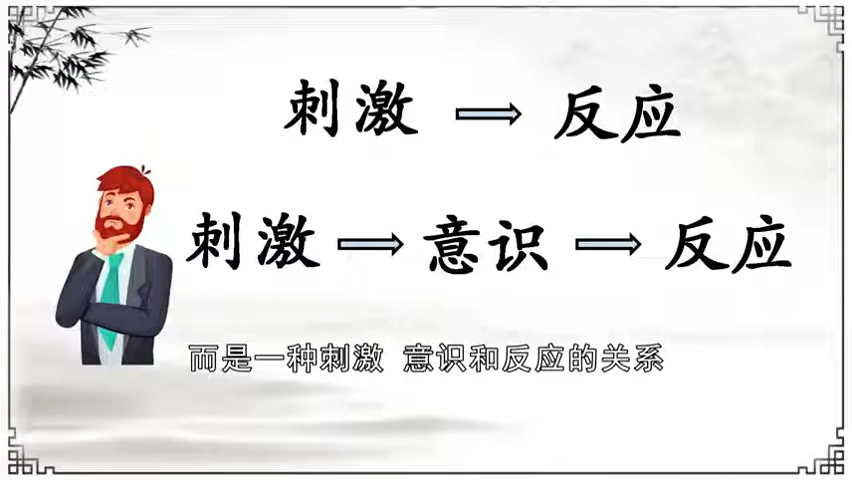 刺激 → 反应
刺激 → 意识 → 反应
而是一种刺激 意识和反应的关系